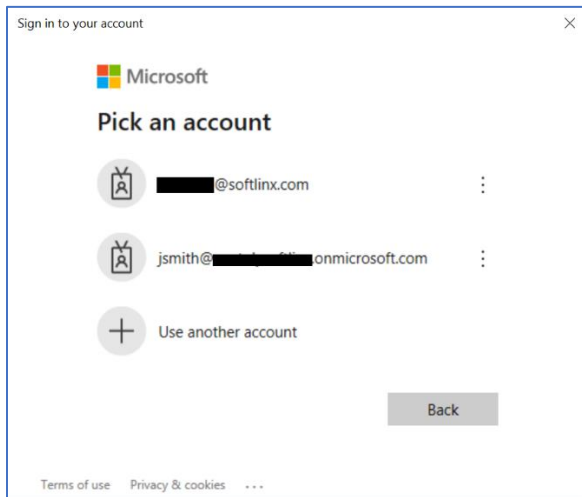 Sign in to your account
Microsoft
Pick an account
@softlinx.com
jsmith@ .onmicrosoft.com
Use another account
Back
Terms of use Privacy & cookies ...